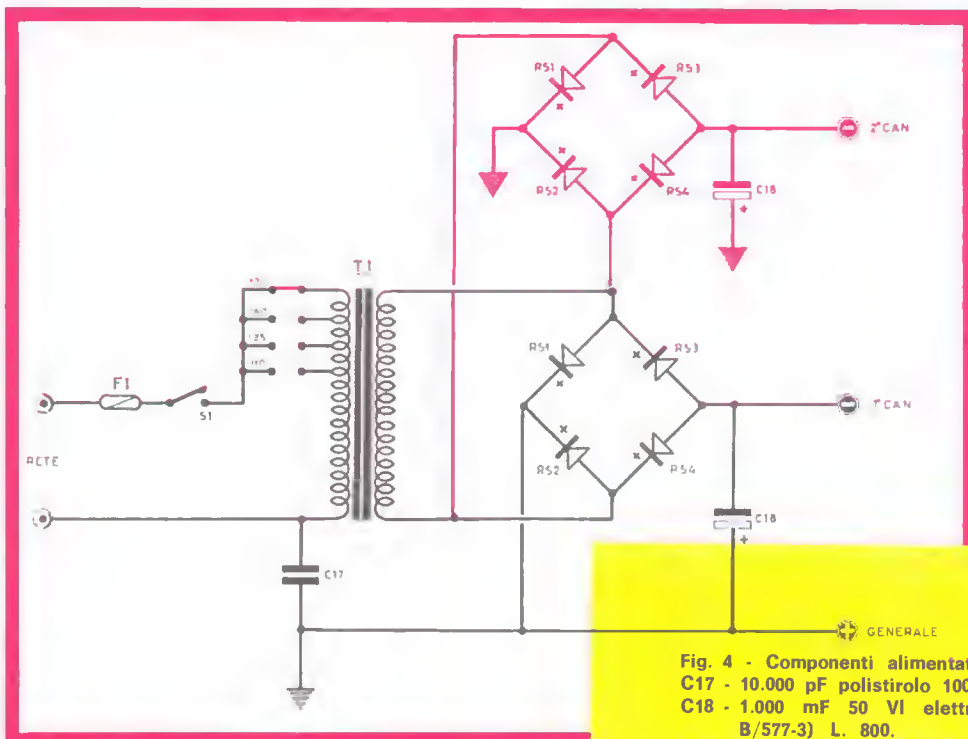 RS1
RS3
RS2
RS4
2°CAN
C18
+
T1
160
125
F1
S1
RETE
RS1
RS3
RS2
RS4
1°CAN
C18
+
C17
GENERALE
Fig. 4 - Componenti alimentat
C17 - 10.000 pF polistirolo 100
C18 - 1.000 mF 50 Vl elettr
B/577-3) L. 800.